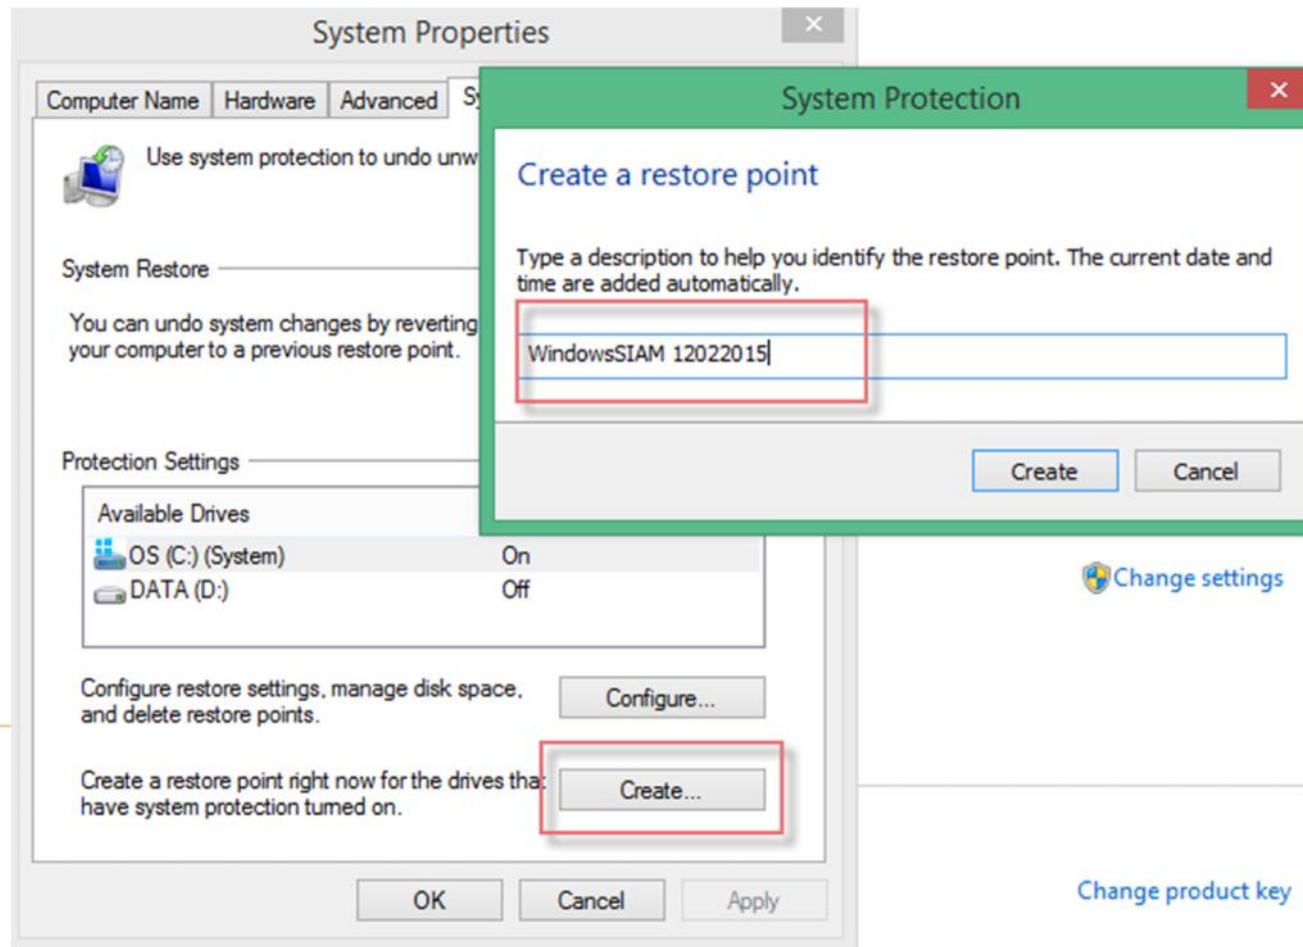 System Properties
Computer Name
Hardware
Advanced
Use system protection to undo
System Restore
You can undo system changes by reverting
your computer to a previous restore point.
Protection Settings
Available Drives
OS (C:) (System) On
DATA (D:) Off
Configure restore settings, manage disk space,
and delete restore points.
Configure...
Create a restore point right now for the drives
have system protection turned on.
Create...
OK
Cancel
Apply
System Protection
Create a restore point
Type a description to help you identify the restore point. The current date and
time are added automatically.
WindowsSIAM 12022015
Create
Cancel
Change settings
Change product key